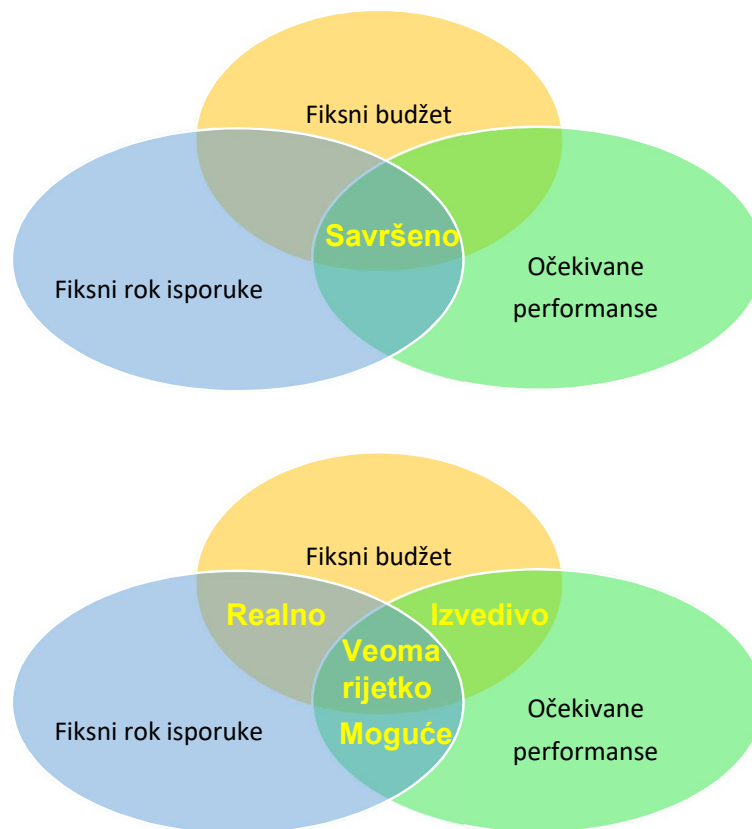 Fiksni budžet
Savršeno
Fiksni rok isporuke
Očekivane
performanse
Fiksni budžet
Realno
Izvedivo
Veoma
rijetko
Moguće
Fiksni rok isporuke
Očekivane
performanse